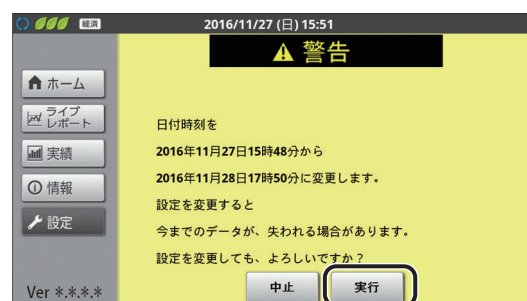 経済
2016/11/27 (日) 15:51
警告
ホーム
ライブ
レポート
実績
情報
設定
Ver *.*.*.*
日付時刻を
2016年11月27日15時48分から
2016年11月28日17時50分に変更します。
設定を変更すると
今までのデータが、失われる場合があります。
設定を変更しても、よろしいですか？
中止
実行